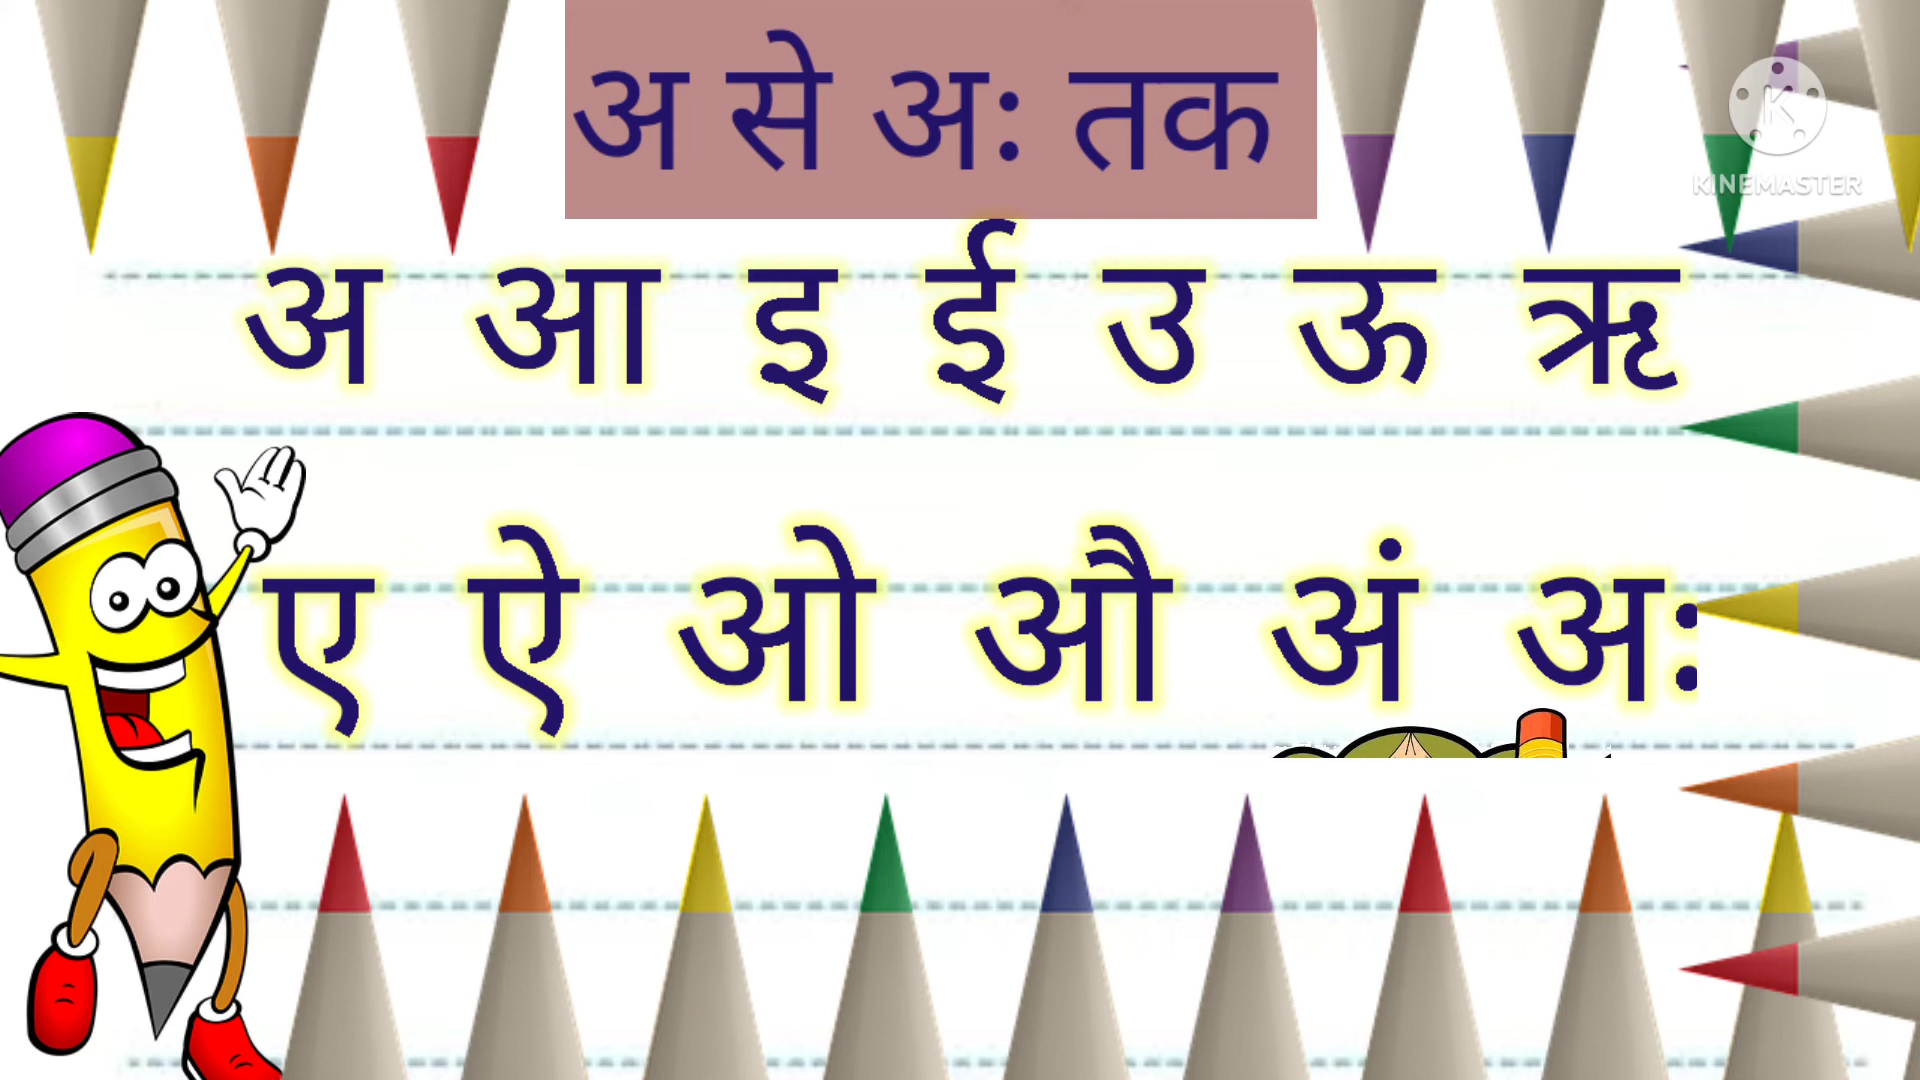 अ से अः तक
KINEMASTER
अ आ इ ई उ ऊ ऋ
ए ऐ ओ औ अं अः